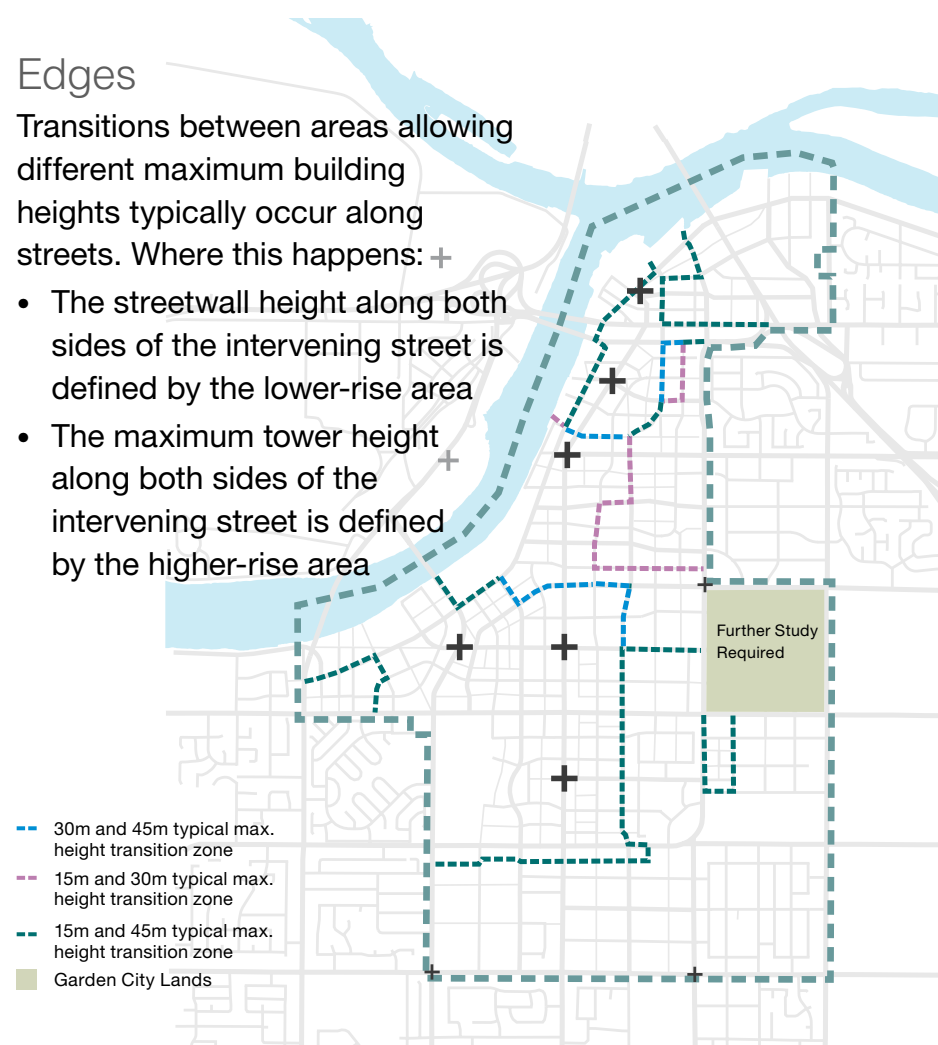 Edges
Transitions between areas allowing
different maximum building
heights typically occur along
streets. Where this happens:
• The streetwall height along both
sides of the intervening street is
defined by the lower-rise area
• The maximum tower height
along both sides of the
intervening street is defined
by the higher-rise area
Further Study
Required
30m and 45m typical max.
height transition zone
15m and 30m typical max.
height transition zone
15m and 45m typical max.
height transition zone
Garden City Lands